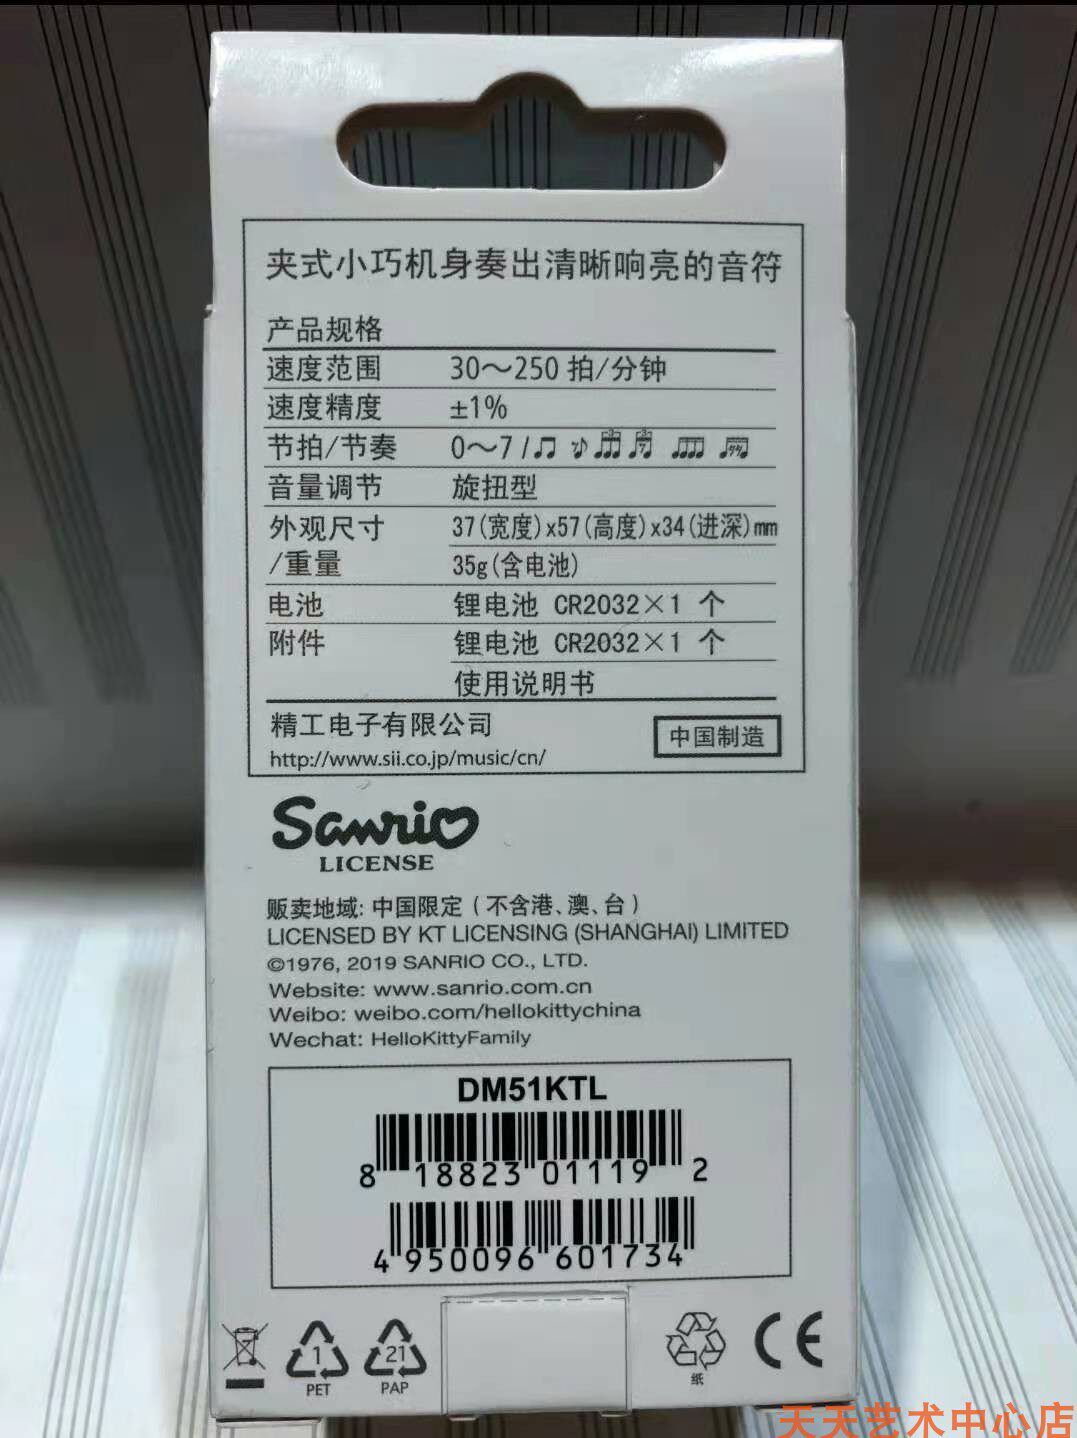 夹式小巧机身奏出清晰响亮的音符
产品规格
速度范围 30～250 拍/分钟
速度精度 ±1%
节拍/节奏 0～7 /
音量调节 旋扭型
外观尺寸 37(宽度)x57(高度)x34(进深)mm
/重量 35g(含电池)
电池 锂电池 CR2032×1 个
附件 锂电池 CR2032×1 个
使用说明书
精工电子有限公司
中国制造
http://www.sii.co.jp/music/cn/
Sanrio
LICENSE
贩卖地域: 中国限定 (不含港、澳、台)
LICENSED BY KT LICENSING (SHANGHAI) LIMITED
©1976, 2019 SANRIO CO., LTD.
Website: www.sanrio.com.cn
Weibo: weibo.com/hellokittychina
Wechat: HelloKittyFamily
DM51KTL
8 18823 01119 2
4 950096 601734
1
PET
21
PAP
纸
CE
天天艺术中心店